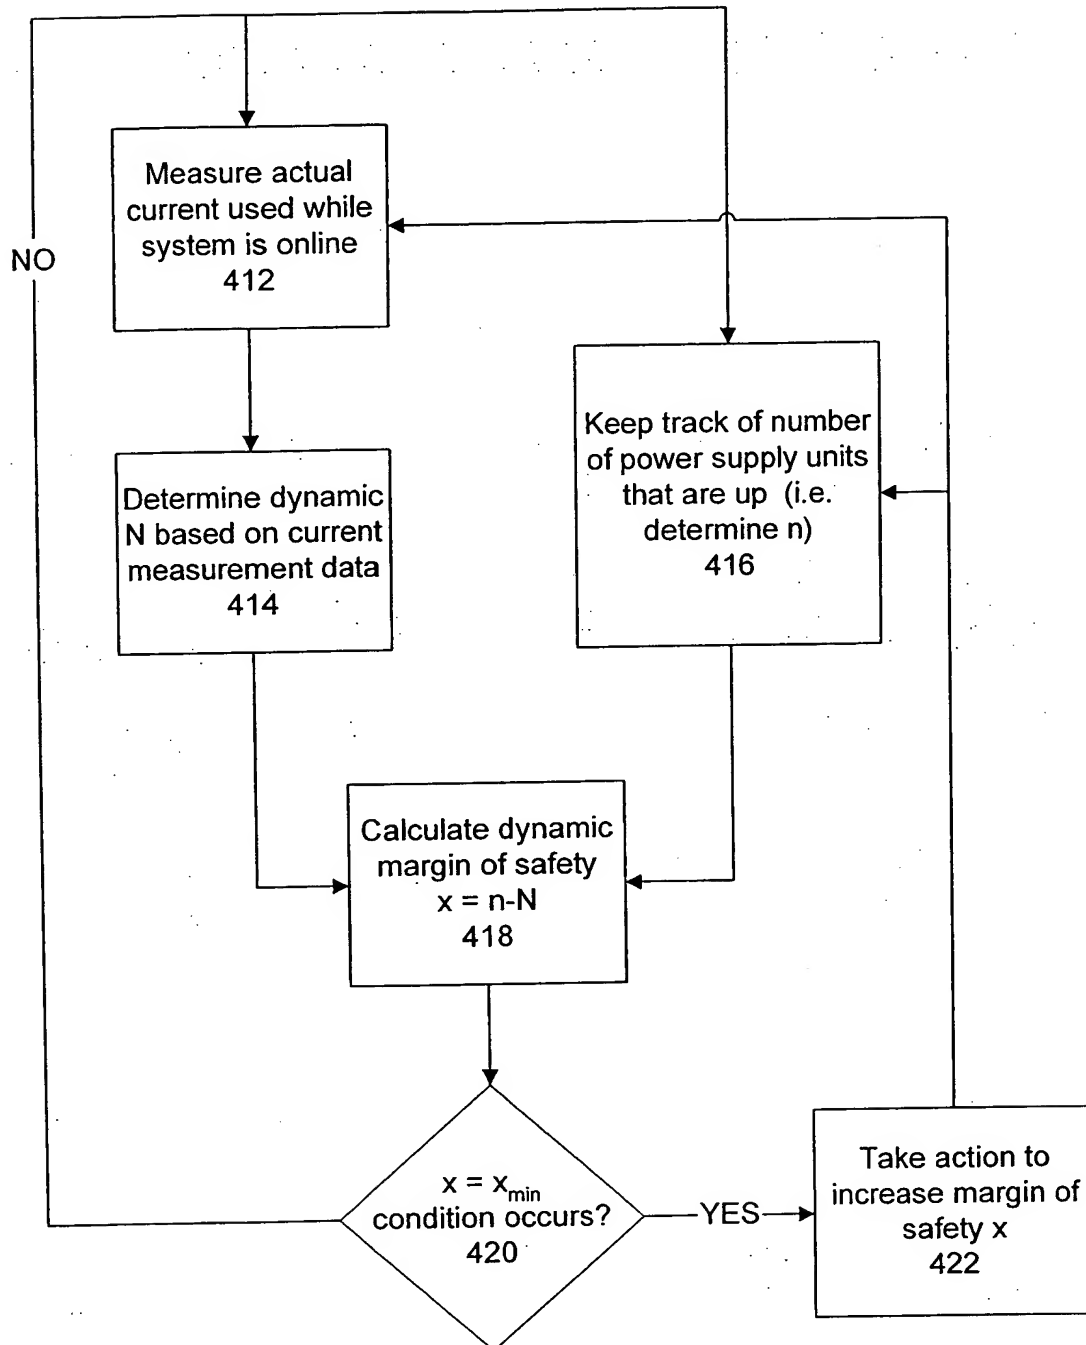 Measure actual
current used while
system is online
412
NO
Keep track of number
of power supply units
that are up (i.e.
determine n)
416
Determine dynamic
N based on current
measurement data
414
Calculate dynamic
margin of safety
x = n-N
418
x = xmin
condition occurs?
420
YES
Take action to
increase margin of
safety x
422